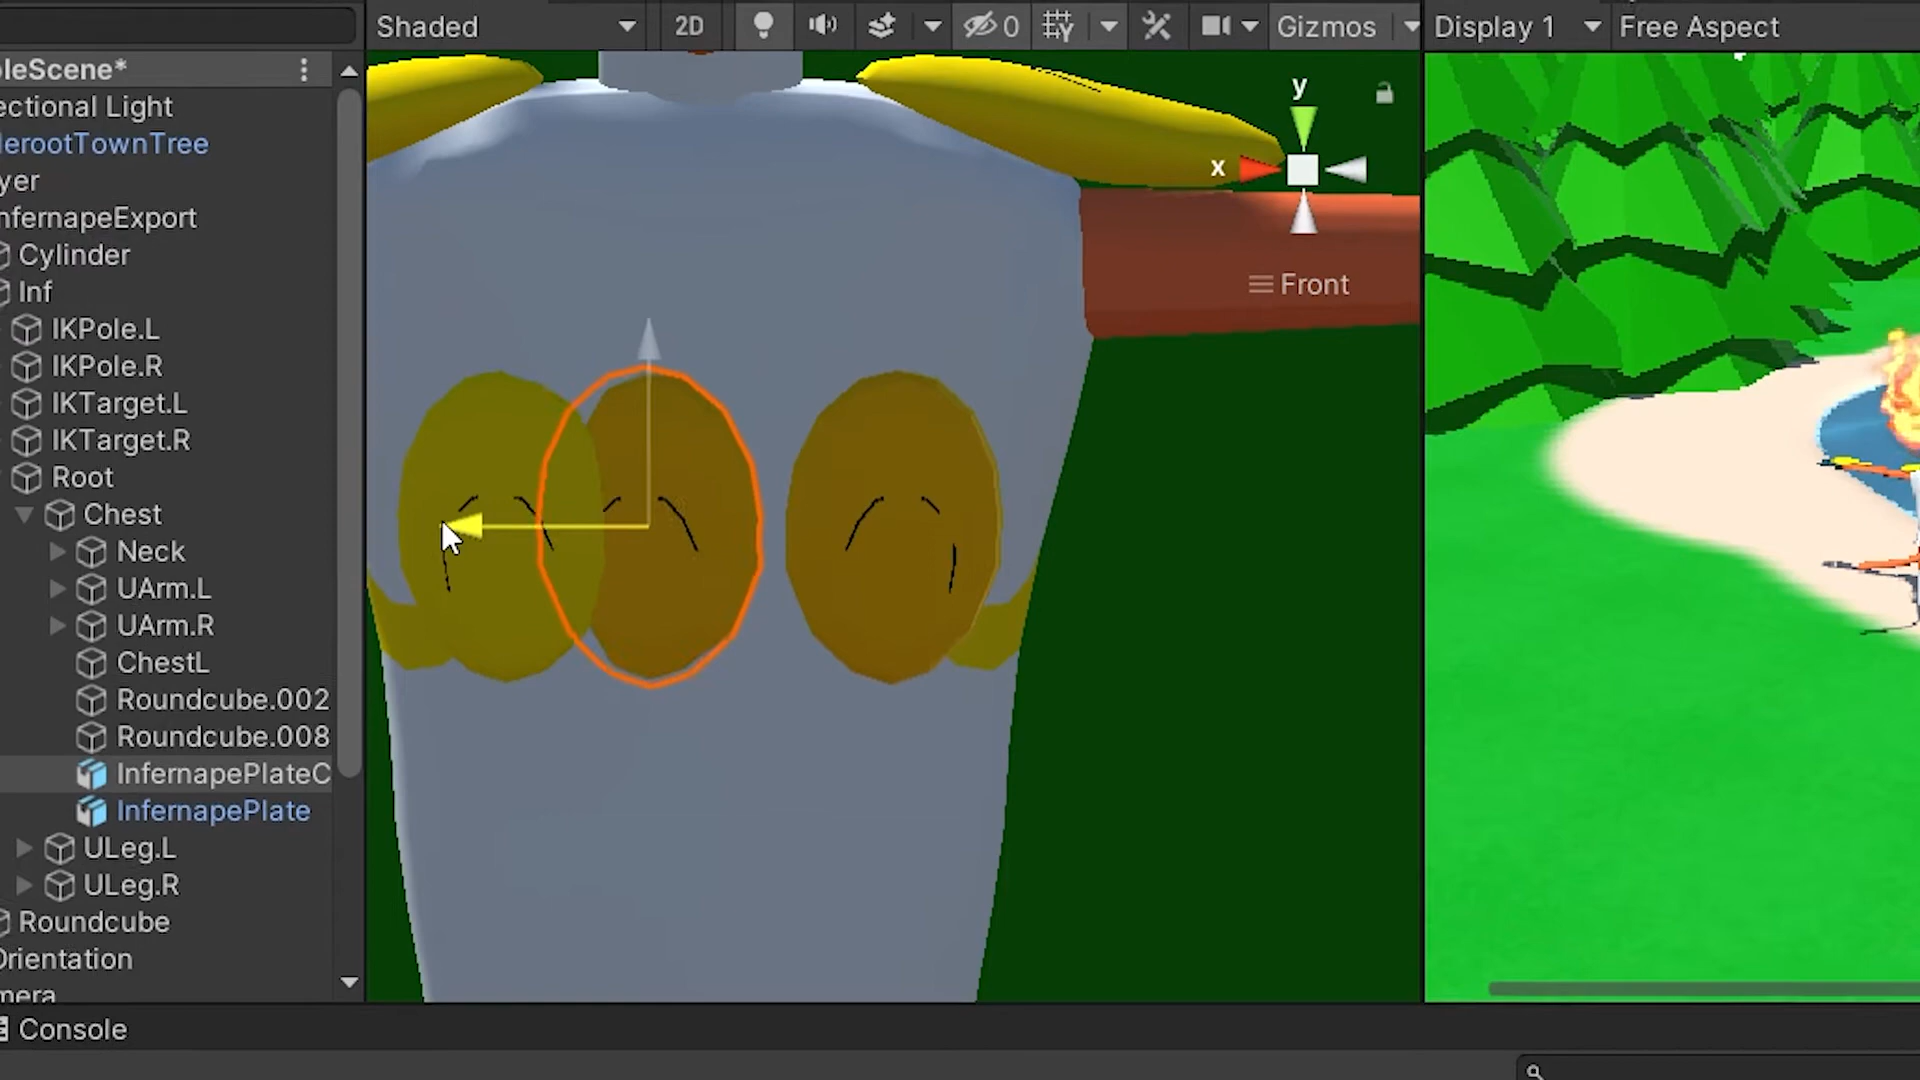 Shaded 2D 0 Gizmos Display 1 Free Aspect
leScene*
ectional Light
lerootTownTree
yer
nfernapeExport
Cylinder
Inf
IKPole.L
IKPole.R
IKTarget.L
IKTarget.R
Root
Chest
Neck
UArm.L
UArm.R
ChestL
Roundcube.002
Roundcube.008
InfernapePlateC
InfernapePlate
ULeg.L
ULeg.R
Roundcube
Orientation
mera
y
x
Front
Console